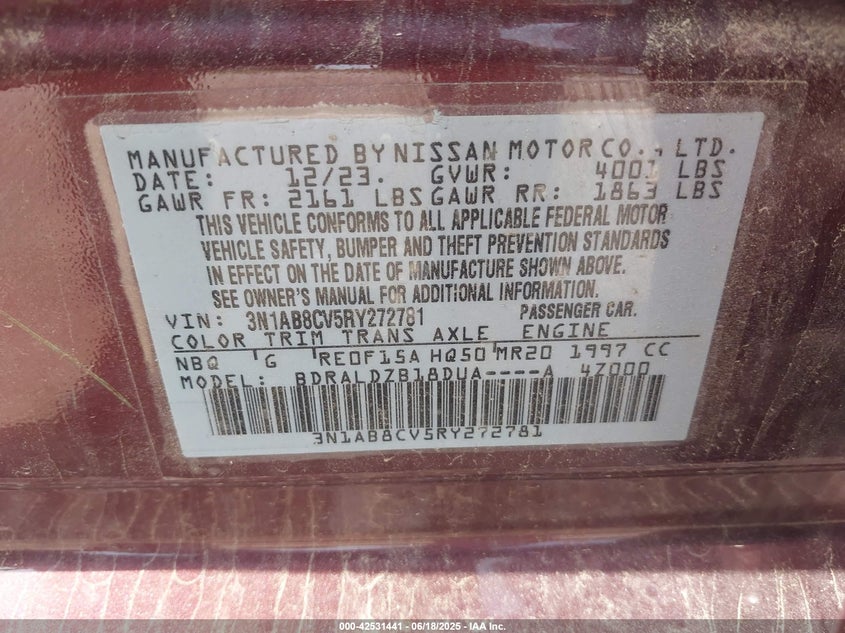 MANUFACTURED BY NISSAN MOTOR CO., LTD.
DATE: 12/23. GVWR: 4001 LBS
GAWR FR: 2161 LBS GAWR RR: 1863 LBS
THIS VEHICLE CONFORMS TO ALL APPLICABLE FEDERAL MOTOR
VEHICLE SAFETY, BUMPER AND THEFT PREVENTION STANDARDS
IN EFFECT ON THE DATE OF MANUFACTURE SHOWN ABOVE.
SEE OWNER'S MANUAL FOR ADDITIONAL INFORMATION.
VIN: 3N1AB8CV5RY272781 PASSENGER CAR.
COLOR TRIM TRANS AXLE ENGINE
NBQ G RE0F15A HQ50 MR20 1997 CC
MODEL: BDRALDZB18DUA----A 4Z000
3N1AB8CV5RY272781
000-42531441 - 06/18/2025 - IAA Inc.